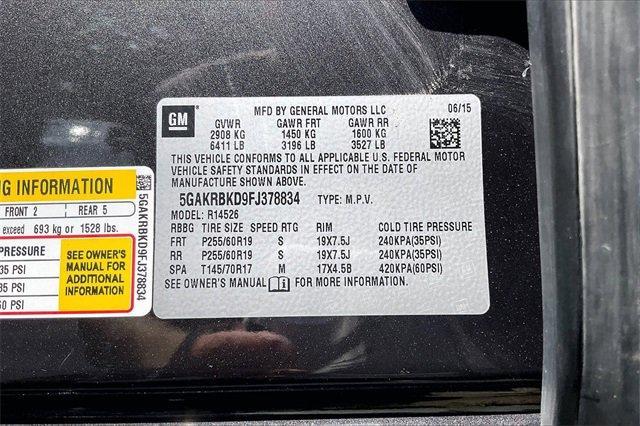 GM
MFD BY GENERAL MOTORS LLC
06/15
GVWR GAWR FRT GAWR RR
2908 KG 1450 KG 1600 KG
6411 LB 3196 LB 3527 LB
THIS VEHICLE CONFORMS TO ALL APPLICABLE U.S. FEDERAL MOTOR
VEHICLE SAFETY STANDARDS IN EFFECT ON THE DATE OF
MANUFACTURE SHOWN ABOVE.
5GAKRBKD9FJ378834 TYPE: M.P.V.
MODEL: R14526
RBBG TIRE SIZE SPEED RTG RIM COLD TIRE PRESSURE
FRT P255/60R19 S 19X7.5J 240KPA(35PSI)
RR P255/60R19 S 19X7.5J 240KPA(35PSI)
SPA T145/70R17 M 17X4.5B 420KPA(60PSI)
SEE OWNER'S MANUAL FOR MORE INFORMATION.
NG INFORMATION
FRONT 2 REAR 5
exceed 693 kg or 1528 lbs.
PRESSURE
35 PSI
35 PSI
60 PSI
SEE OWNER'S
MANUAL FOR
ADDITIONAL
INFORMATION
5GAKRBKD9FJ378834